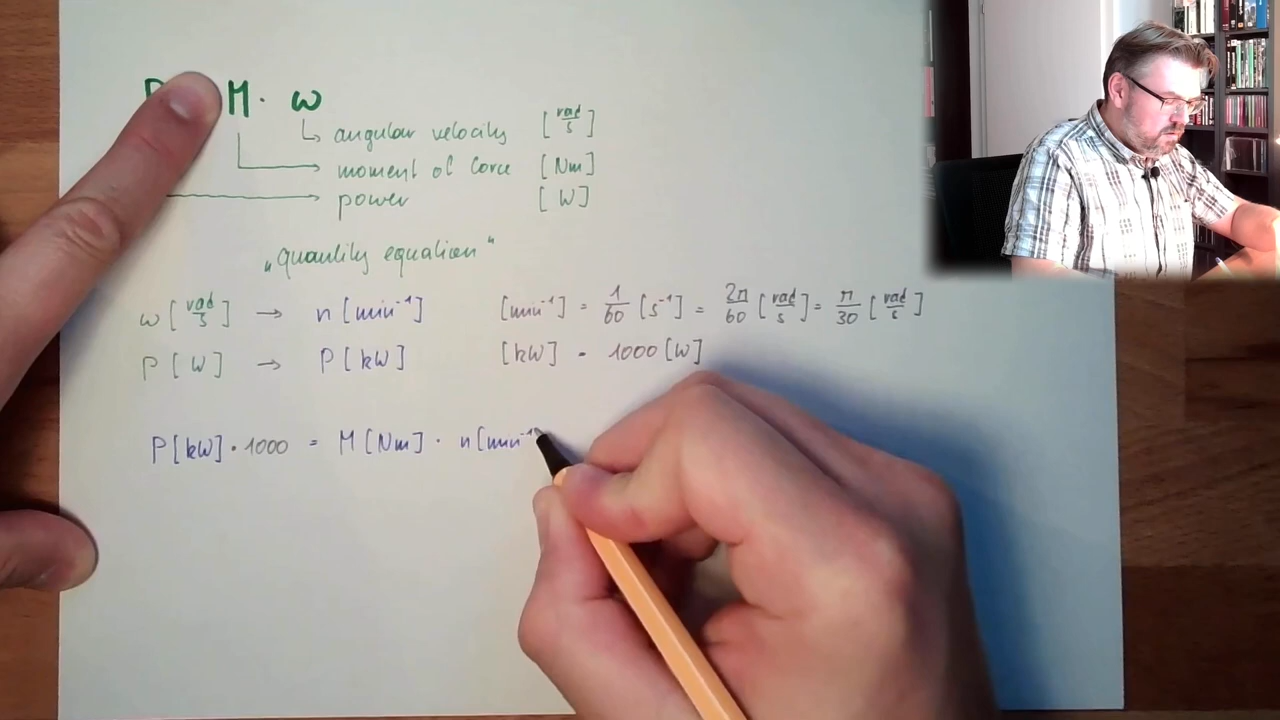 P M · ω
angular velocity [rad/s]
moment of force [Nm]
power [W]
„Quantity equation"
ω [rad/s] → n [min⁻¹] [min⁻¹] = 1/60 [s⁻¹] = 2π/60 [rad/s] = π/30 [rad/s]
P [W] → P [kW] [kW] = 1000 [W]
P [kW] · 1000 = M [Nm] · n [min⁻¹